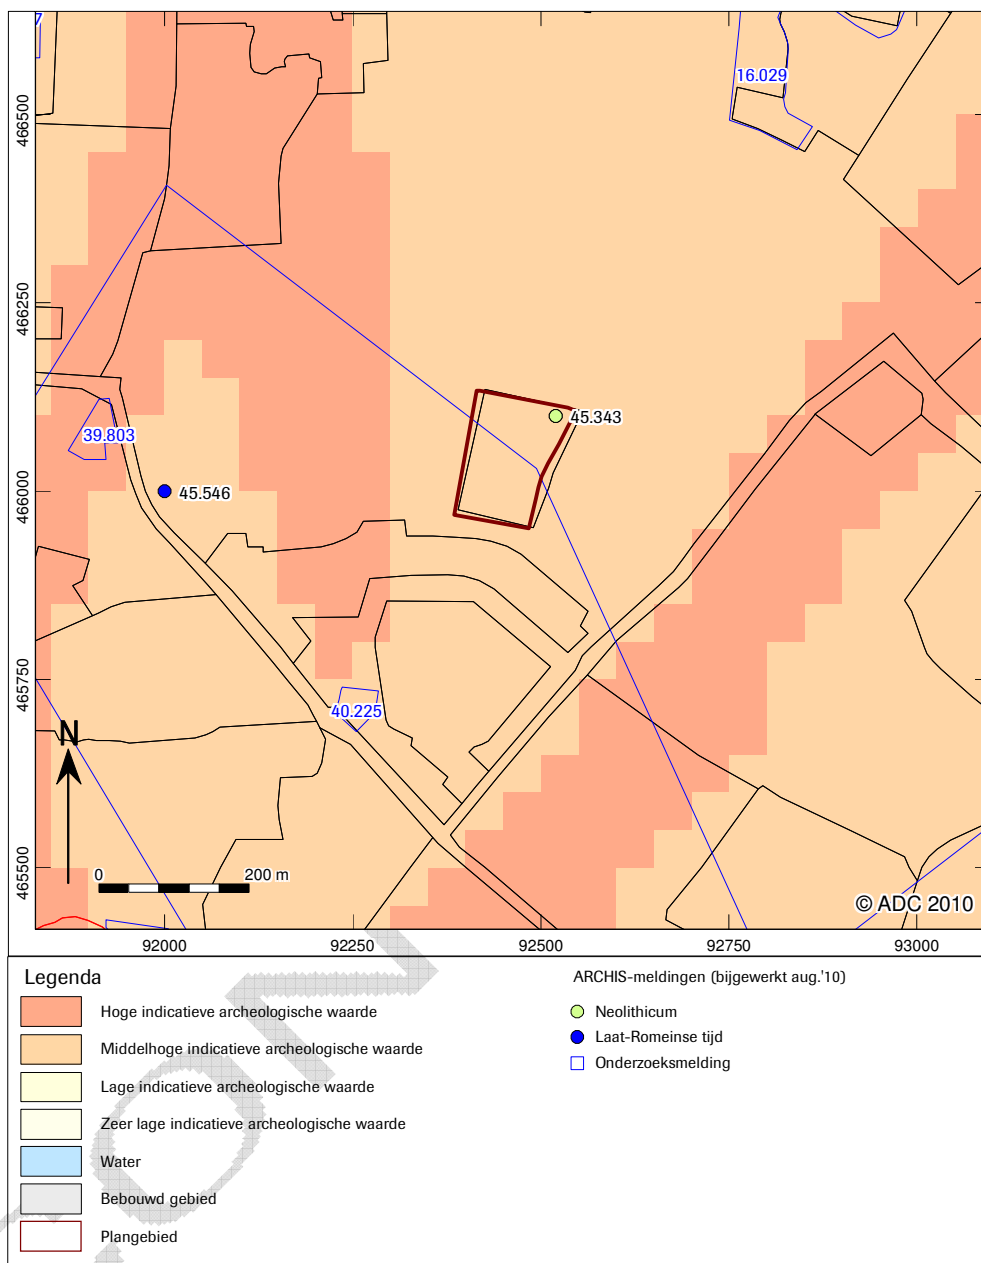 7
16.029
466500
466250
45.343
39.803
45.546
466000
465750
40.225
N
465500
0 200 m
© ADC 2010
92000 92250 92500 92750 93000
Legenda
Hoge indicatieve archeologische waarde
Middelhoge indicatieve archeologische waarde
Lage indicatieve archeologische waarde
Zeer lage indicatieve archeologische waarde
Water
Bebouwd gebied
Plangebied
ARCHIS-meldingen (bijgewerkt aug.'10)
Neolithicum
Laat-Romeinse tijd
Onderzoeksmelding